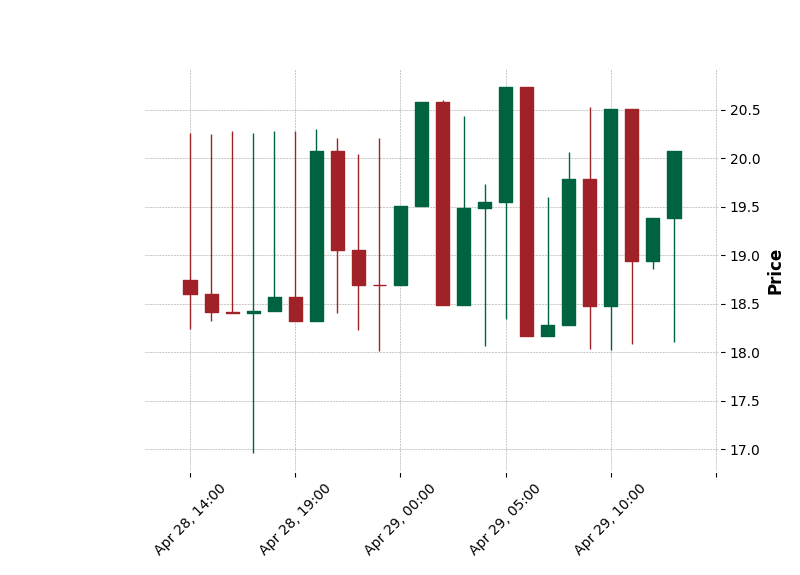 20.5
20.0
19.5
19.0
18.5
18.0
17.5
17.0
Price
Apr 28, 14:00
Apr 28, 19:00
Apr 29, 00:00
Apr 29, 05:00
Apr 29, 10:00